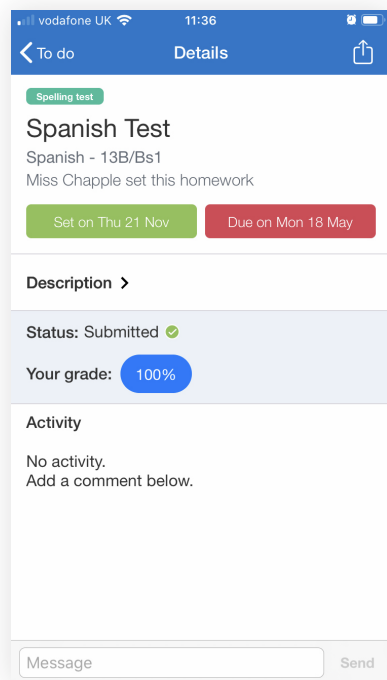 vodafone UK 11:36
To do Details
Spelling test
Spanish Test
Spanish - 13B/Bs1
Miss Chapple set this homework
Set on Thu 21 Nov Due on Mon 18 May
Description
Status: Submitted
Your grade: 100%
Activity
No activity.
Add a comment below.
Message Send